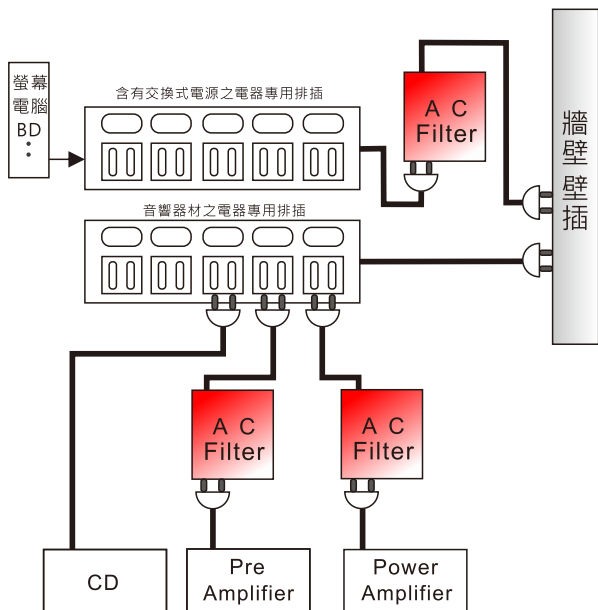 螢幕
電腦
BD
:
含有交換式電源之電器專用排插
A C
Filter
牆
壁
壁
插
音響器材之電器專用排插
A C
Filter
A C
Filter
CD
Pre
Amplifier
Power
Amplifier